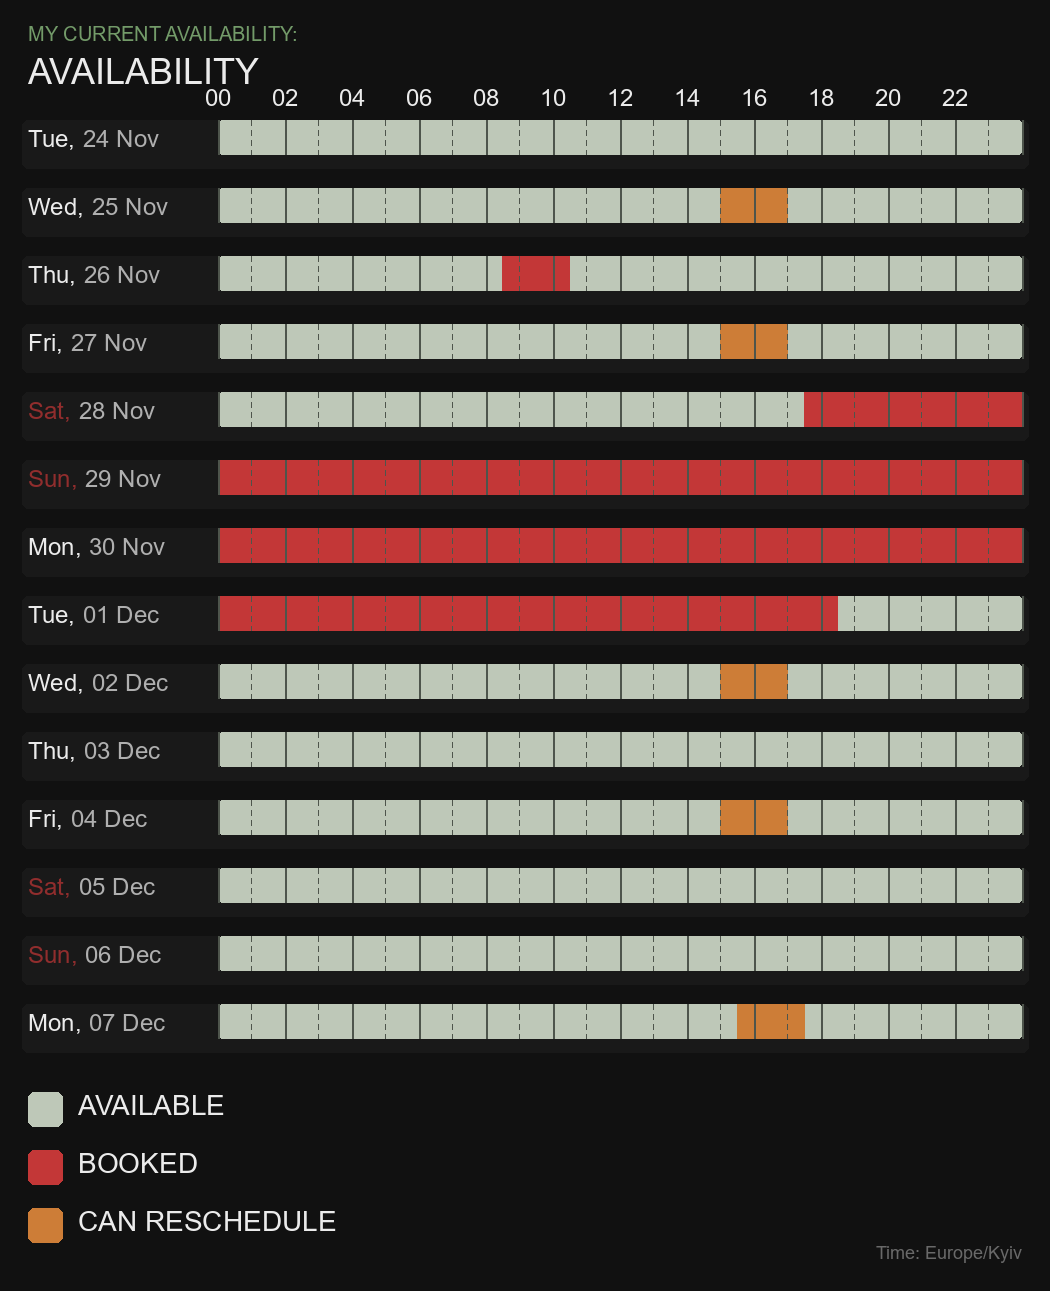 MY CURRENT AVAILABILITY:
AVAILABILITY
00 02 04 06 08 10 12 14 16 18 20 22
Tue, 24 Nov
Wed, 25 Nov
Thu, 26 Nov
Fri, 27 Nov
Sat, 28 Nov
Sun, 29 Nov
Mon, 30 Nov
Tue, 01 Dec
Wed, 02 Dec
Thu, 03 Dec
Fri, 04 Dec
Sat, 05 Dec
Sun, 06 Dec
Mon, 07 Dec
AVAILABLE
BOOKED
CAN RESCHEDULE
Time: Europe/Kyiv